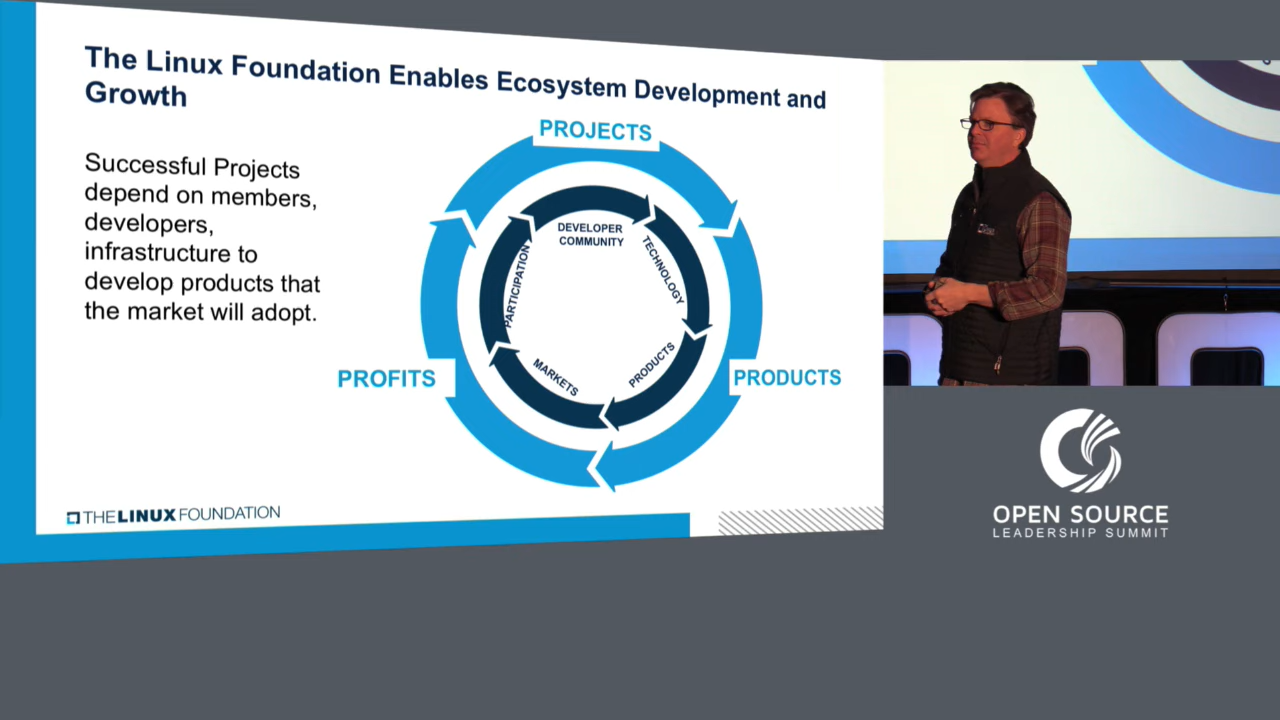 The Linux Foundation Enables Ecosystem Development and
Growth
Successful Projects
depend on members,
developers,
infrastructure to
develop products that
the market will adopt.
PROJECTS
DEVELOPER
COMMUNITY
TECHNOLOGY
PARTICIPATION
PRODUCTS
MARKETS
PROFITS
PRODUCTS
THE LINUX FOUNDATION
OPEN SOURCE
LEADERSHIP SUMMIT